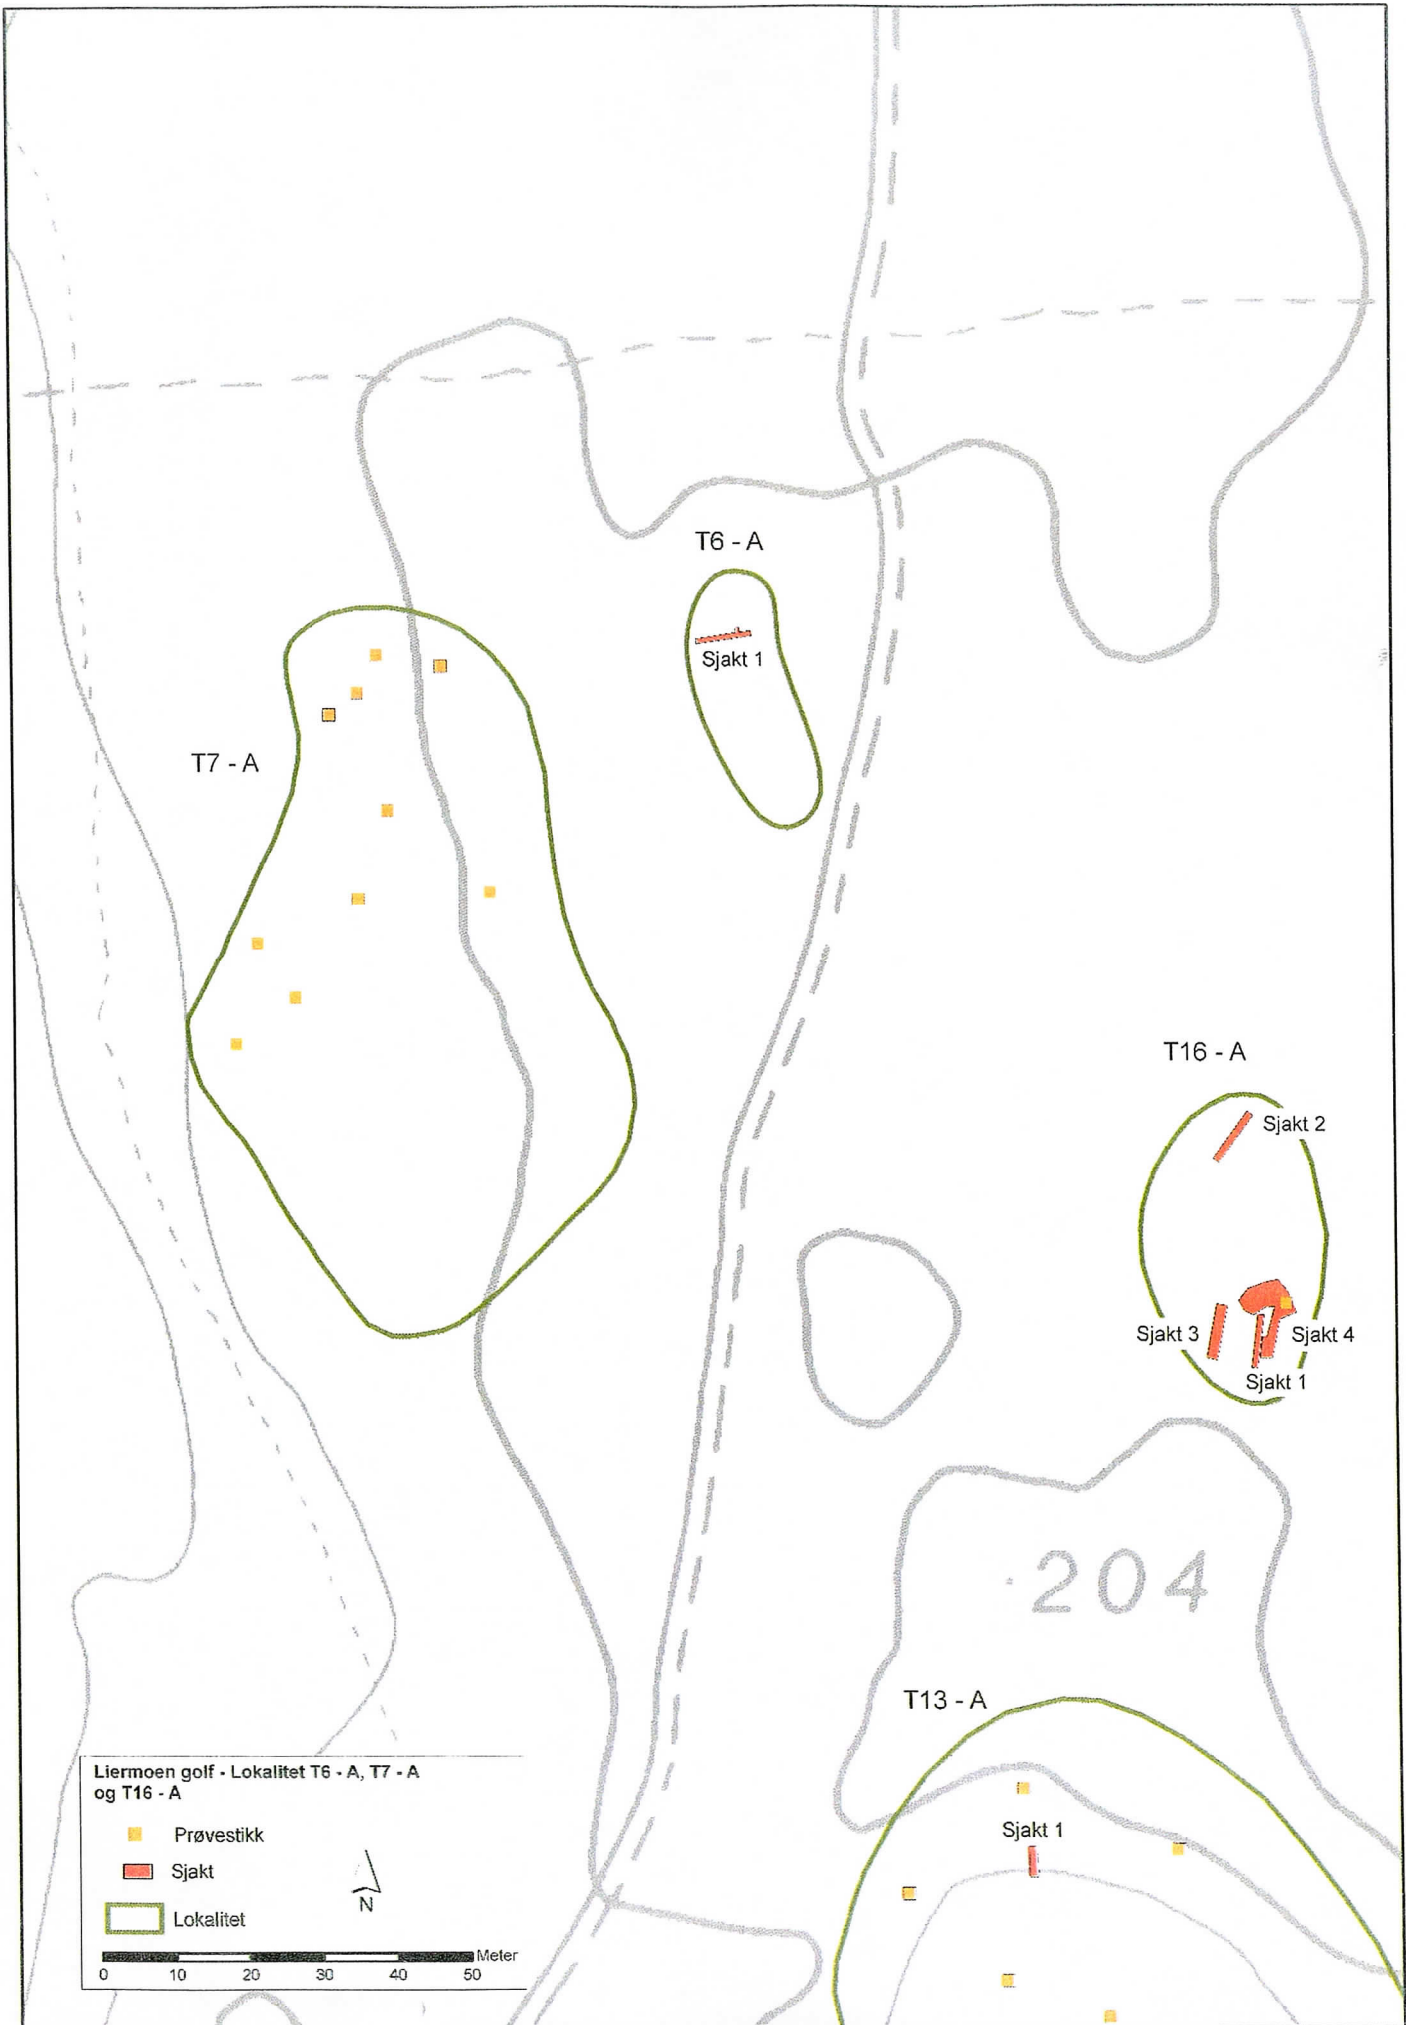 T6 - A
Sjakt 1
T7 - A
T16 - A
Sjakt 2
Sjakt 3
Sjakt 4
Sjakt 1
204
T13 - A
Sjakt 1
Liermoen golf - Lokalitet T6 - A, T7 - A
og T16 - A
Prøvestikk
Sjakt
N
Lokalitet
Meter
0 10 20 30 40 50